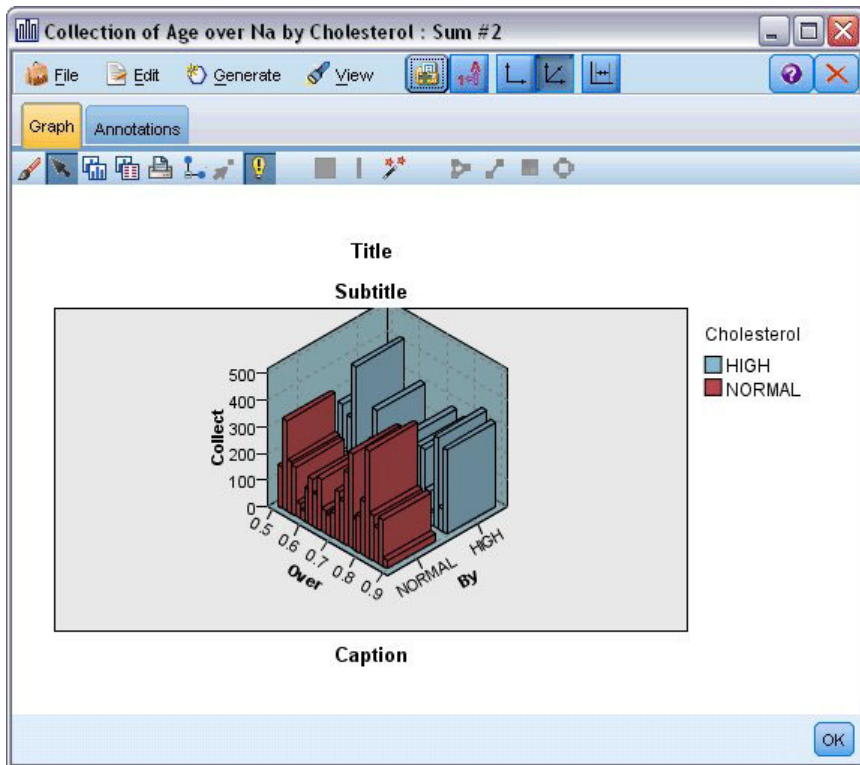 Collection of Age over Na by Cholesterol : Sum #2
File Edit Generate View
Graph Annotations
Title
Subtitle
Cholesterol
HIGH
NORMAL
Collect
500
400
300
200
100
0
0.5 0.6 0.7 0.8 0.9
Over
NORMAL HIGH
By
Caption
OK